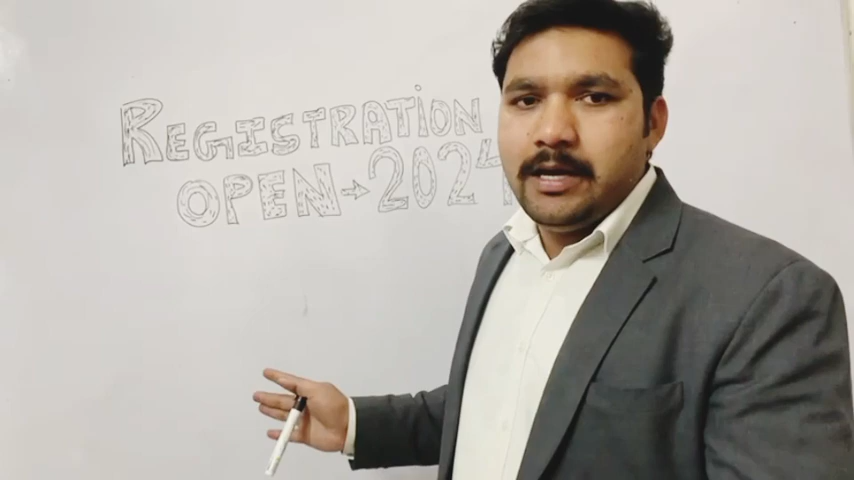 REGISTRATION
OPEN → 2024